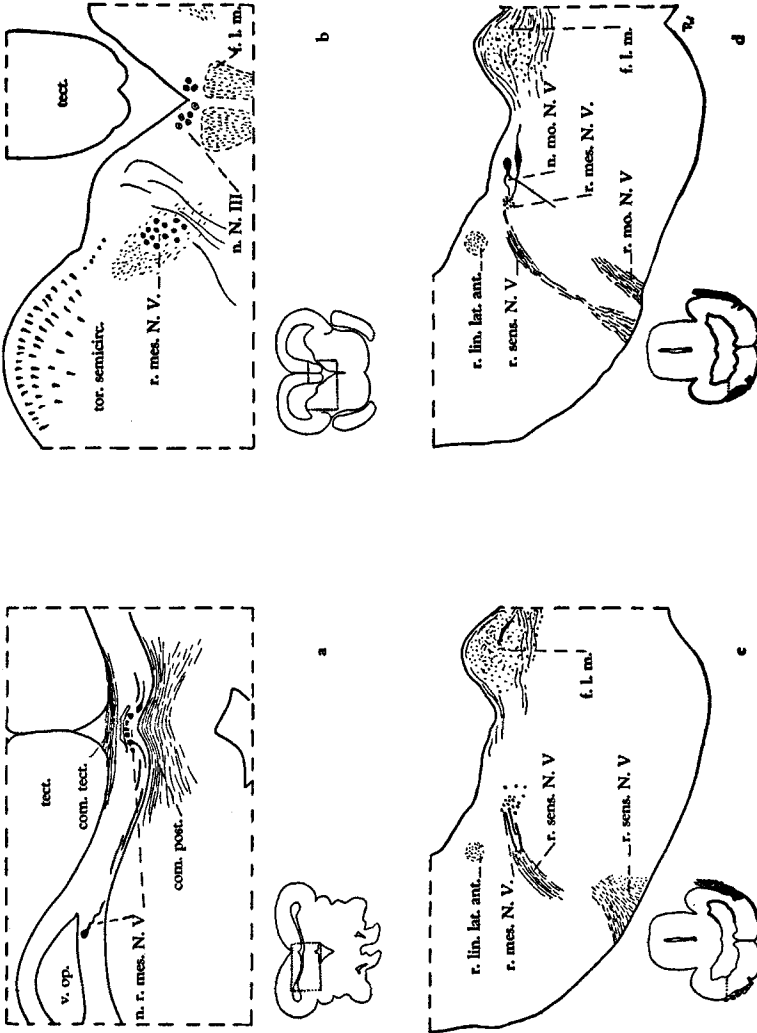 v. op.
tect.
com. tect.
n. r. mes. N. V
com. post.
a
tect.
tor. semicirc.
r. mes. N. V.
n. N. III
f. l. m.
b
r. lin. lat. ant.
r. mes. N. V.
r. sens. N. V
r. sens. N. V
f. l. m.
c
r. lin. lat. ant.
r. sens. N. V
r. mo. N. V
r. mes. N. V.
n. mo. N. V
f. l. m.
d